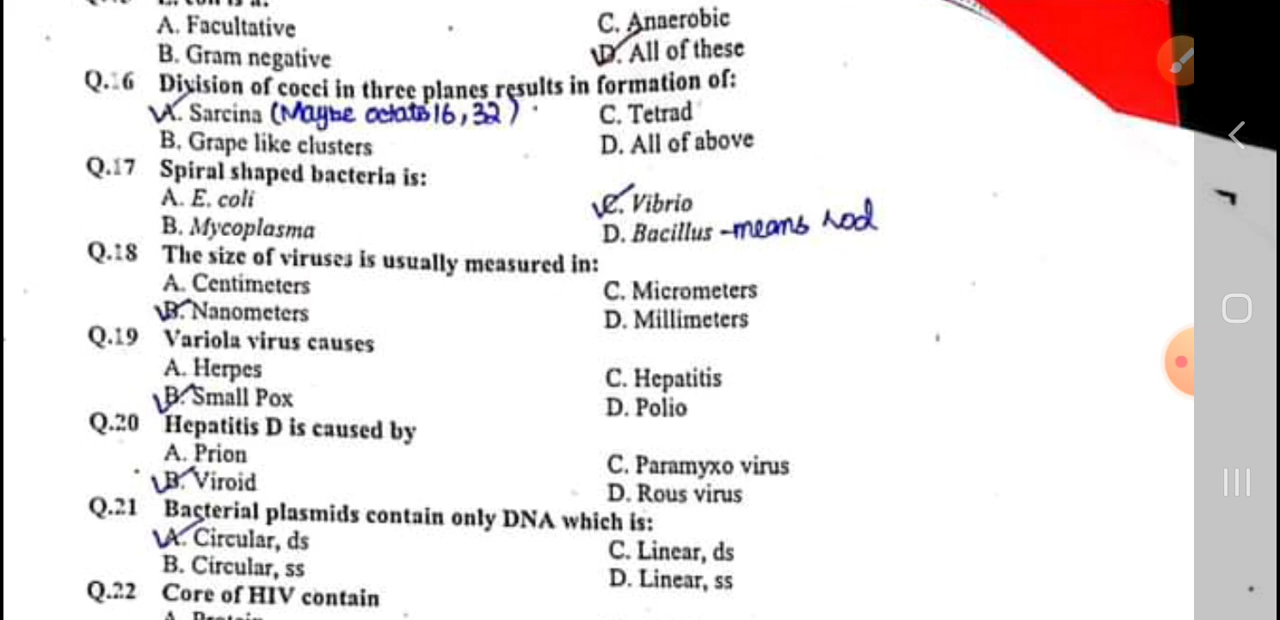 A. Facultative
C. Anaerobic
B. Gram negative
D. All of these
Q.16 Division of cocci in three planes results in formation of:
A. Sarcina (Maybe octats 16, 32)
C. Tetrad
B. Grape like clusters
D. All of above
Q.17 Spiral shaped bacteria is:
A. E. coli
C. Vibrio
B. Mycoplasma
D. Bacillus - means rod
Q.18 The size of viruses is usually measured in:
A. Centimeters
C. Micrometers
B. Nanometers
D. Millimeters
Q.19 Variola virus causes
A. Herpes
C. Hepatitis
B. Small Pox
D. Polio
Q.20 Hepatitis D is caused by
A. Prion
C. Paramyxo virus
B. Viroid
D. Rous virus
Q.21 Bacterial plasmids contain only DNA which is:
A. Circular, ds
C. Linear, ds
B. Circular, ss
D. Linear, ss
Q.22 Core of HIV contain